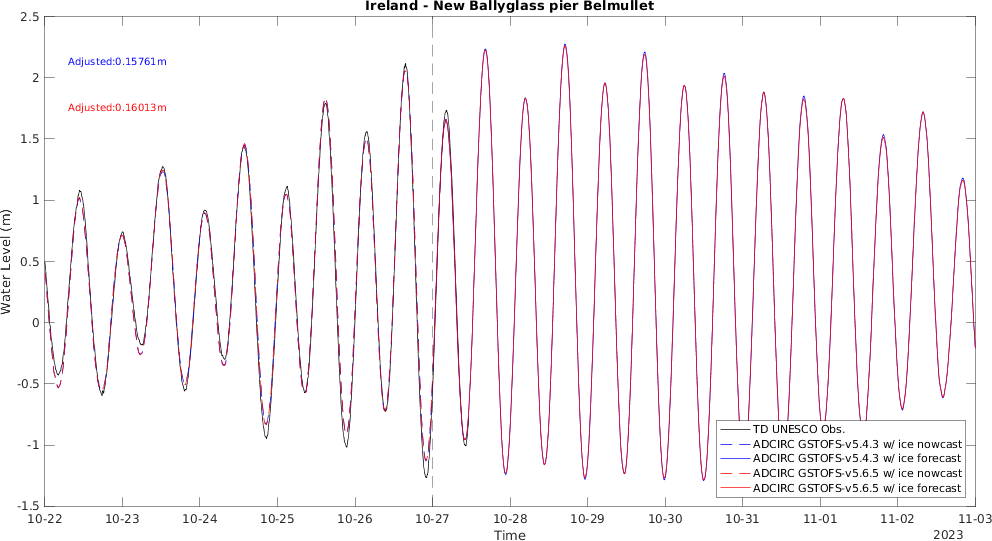 Ireland - New Ballyglass pier Belmullet
2.5
Adjusted:0.15761m
2
Adjusted:0.16013m
1.5
1
0.5
0
-0.5
-1
-1.5
Water Level (m)
TD UNESCO Obs.
ADCIRC GSTOFS-v5.4.3 w/ ice nowcast
ADCIRC GSTOFS-v5.4.3 w/ ice forecast
ADCIRC GSTOFS-v5.6.5 w/ ice nowcast
ADCIRC GSTOFS-v5.6.5 w/ ice forecast
10-22 10-23 10-24 10-25 10-26 10-27 10-28 10-29 10-30 10-31 11-01 11-02 11-03
Time
2023